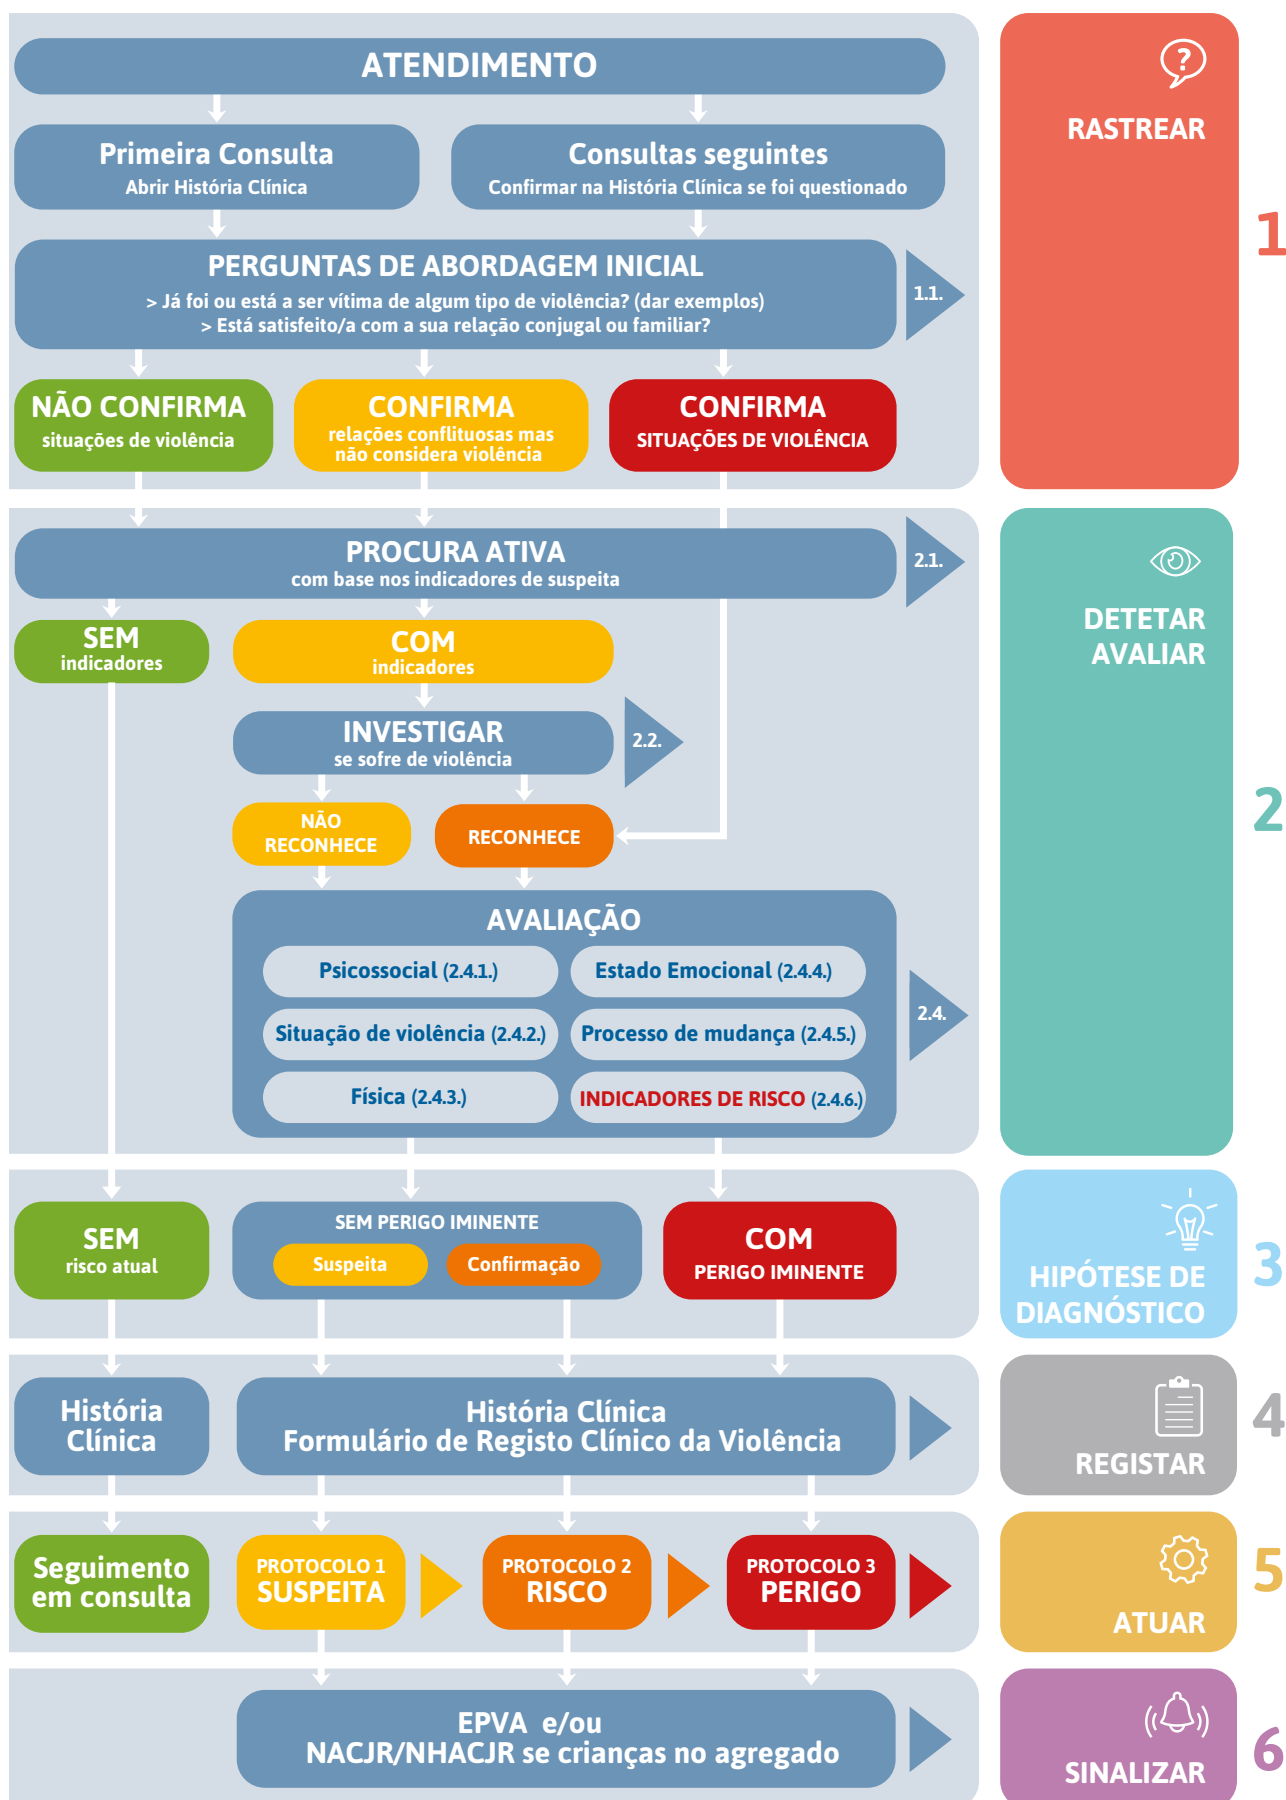 ATENDIMENTO
Primeira Consulta
Abrir História Clínica
Consultas seguintes
Confirmar na História Clínica se foi questionado
PERGUNTAS DE ABORDAGEM INICIAL
> Já foi ou está a ser vítima de algum tipo de violência? (dar exemplos)
> Está satisfeito/a com a sua relação conjugal ou familiar?
1.1.
NÃO CONFIRMA
situações de violência
CONFIRMA
relações conflituosas mas
não considera violência
CONFIRMA
SITUAÇÕES DE VIOLÊNCIA
?
RASTREAR
1
PROCURA ATIVA
com base nos indicadores de suspeita
2.1.
SEM
indicadores
COM
indicadores
INVESTIGAR
se sofre de violência
2.2.
NÃO
RECONHECE
RECONHECE
AVALIAÇÃO
Psicossocial (2.4.1.)
Estado Emocional (2.4.4.)
Situação de violência (2.4.2.)
Processo de mudança (2.4.5.)
Física (2.4.3.)
INDICADORES DE RISCO (2.4.6.)
2.4.
DETETAR
AVALIAR
2
SEM
risco atual
SEM PERIGO IMINENTE
Suspeita
Confirmação
COM
PERIGO IMINENTE
HIPÓTESE DE
DIAGNÓSTICO
3
História
Clínica
História Clínica
Formulário de Registo Clínico da Violência
REGISTAR
4
Seguimento
em consulta
PROTOCOLO 1
SUSPEITA
PROTOCOLO 2
RISCO
PROTOCOLO 3
PERIGO
ATUAR
5
EPVA e/ou
NACJR/NHACJR se crianças no agregado
SINALIZAR
6